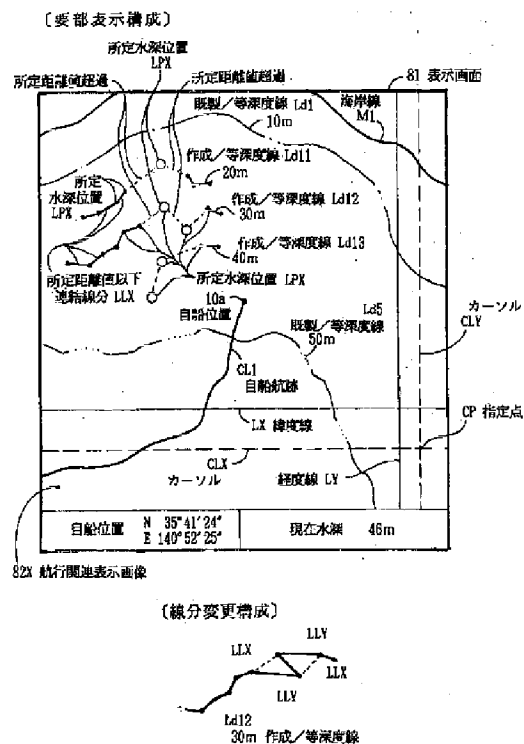 〔要部表示構成〕
所定水深位置
LPX
所定距離値超過
所定距離値超過
81 表示画面
既製/等深度線 Ld1
10m
海岸線
M1
作成/等深度線 Ld11
20m
所定
水深位置
LPX
作成/等深度線 Ld12
30m
作成/等深度線 Ld13
40m
所定距離値以下
連結線分 LLX
所定水深位置 LPX
10a
自船位置
Ld5
既製/等深度線
50m
カーソル
CLY
CL1
自船航跡
LX 緯度線
CP 指定点
CLX
カーソル
経度線 LY
自船位置
N 35°41'24"
E 140°52'25"
現在水深 46m
82X 航行関連表示画像
〔線分変更構成〕
LLY
LLX
LLX
LLY
Ld12
30m 作成/等深度線